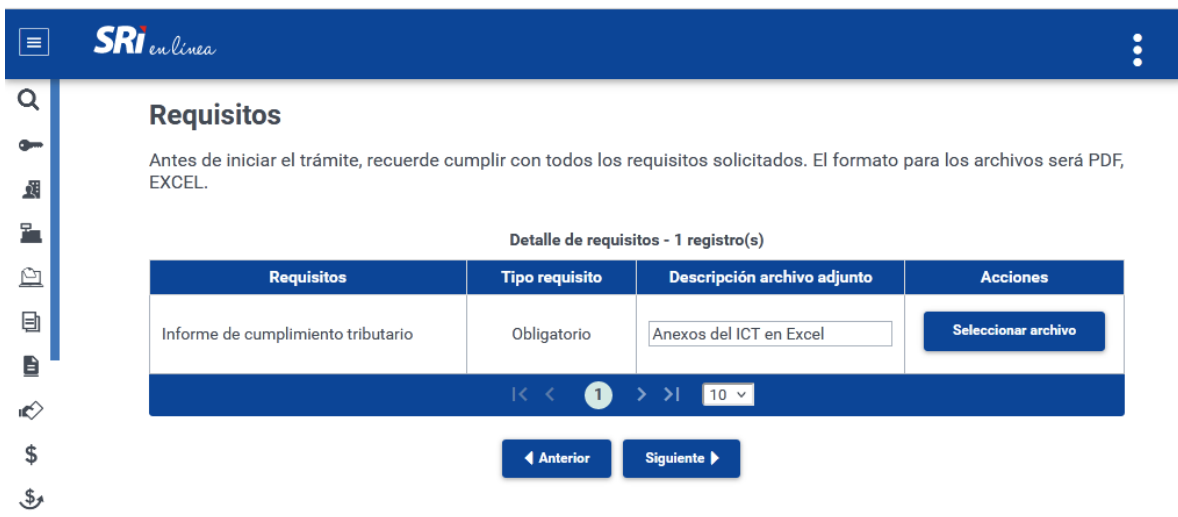 SRi en línea
Requisitos
Antes de iniciar el trámite, recuerde cumplir con todos los requisitos solicitados. El formato para los archivos será PDF,
EXCEL.
Detalle de requisitos - 1 registro(s)
Requisitos Tipo requisito Descripción archivo adjunto Acciones
Informe de cumplimiento tributario Obligatorio Anexos del ICT en Excel Seleccionar archivo
1 10
Anterior Siguiente